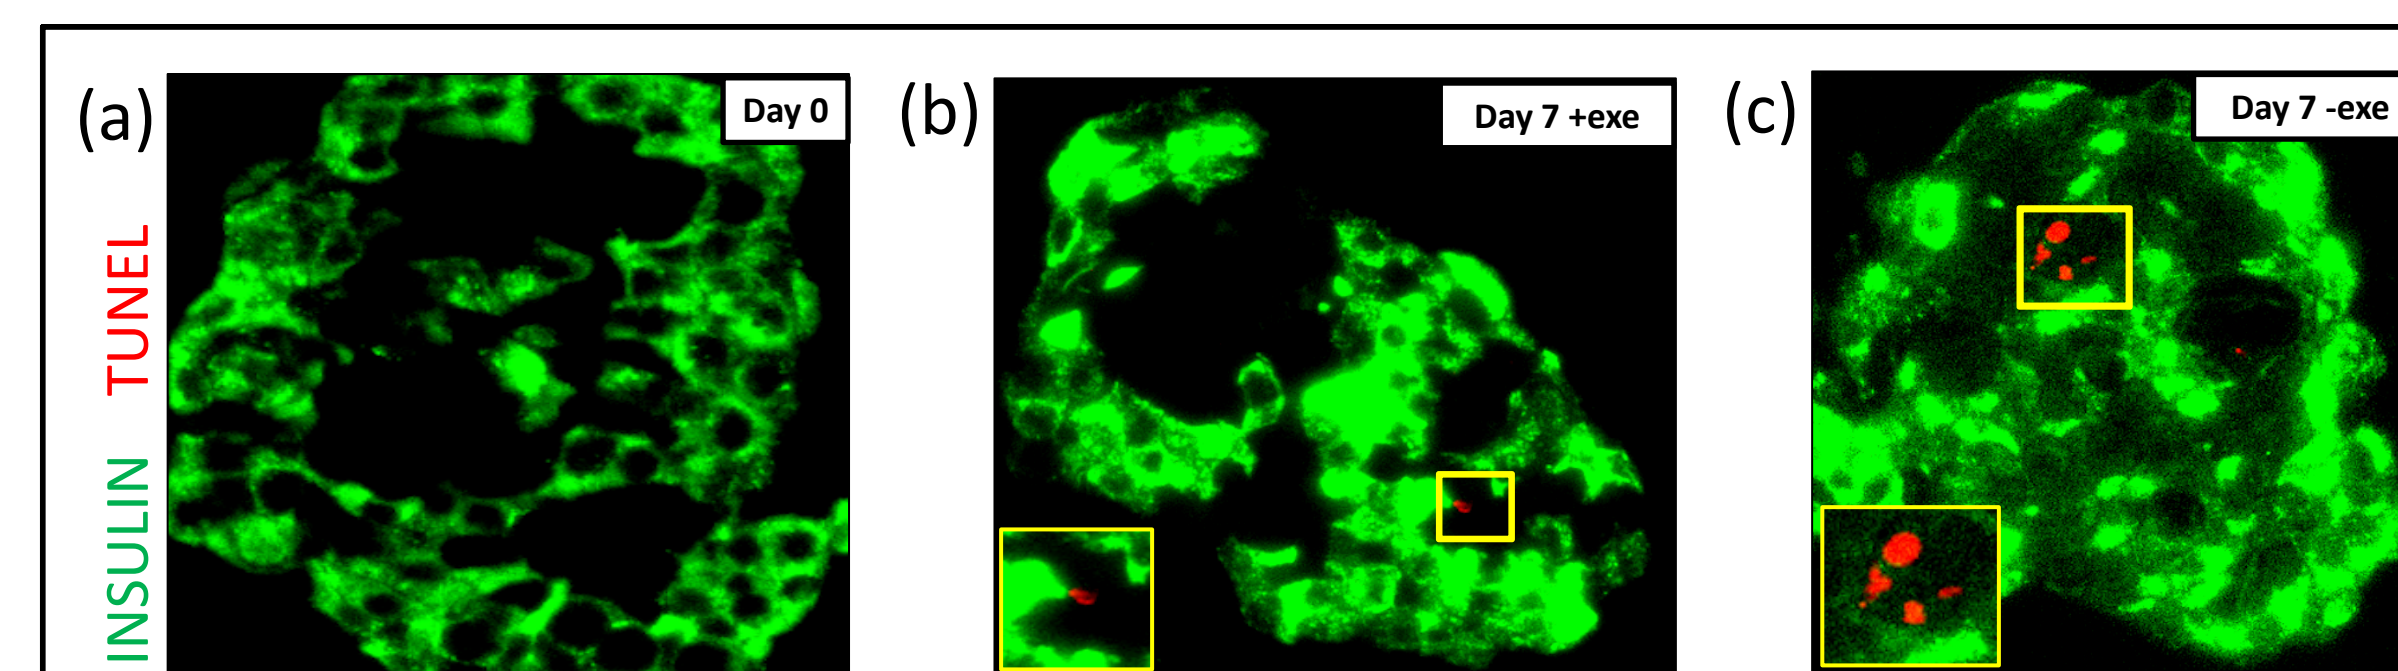 (a)
Day 0
(b)
Day 7 +exe
(c)
Day 7 -exe
INSULIN TUNEL